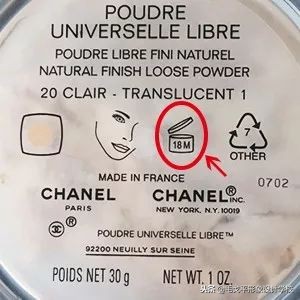 POUDRE
UNIVERSELLE LIBRE
POUDRE LIBRE FINI NATUREL
NATURAL FINISH LOOSE POWDER
20 CLAIR - TRANSLUCENT 1
18 M
7
OTHER
MADE IN FRANCE
0702
CHANEL
PARIS
CHANEL INC.
NEW YORK, N.Y. 10019
POUDRE UNIVERSELLE LIBRE™
92200 NEUILLY SUR SEINE
POIDS NET 30 g
NET WT. 1 OZ.